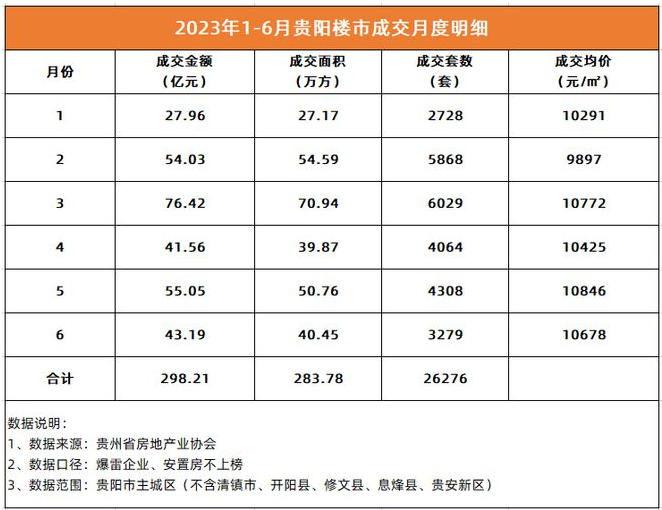 2023年1-6月贵阳楼市成交月度明细
月份 成交金额（亿元） 成交面积（万方） 成交套数（套） 成交均价（元/㎡）
1 27.96 27.17 2728 10291
2 54.03 54.59 5868 9897
3 76.42 70.94 6029 10772
4 41.56 39.87 4064 10425
5 55.05 50.76 4308 10846
6 43.19 40.45 3279 10678
合计 298.21 283.78 26276
数据说明：
1、数据来源：贵州省房地产业协会
2、数据口径：爆雷企业、安置房不上榜
3、数据范围：贵阳市主城区（不含清镇市、开阳县、修文县、息烽县、贵安新区）